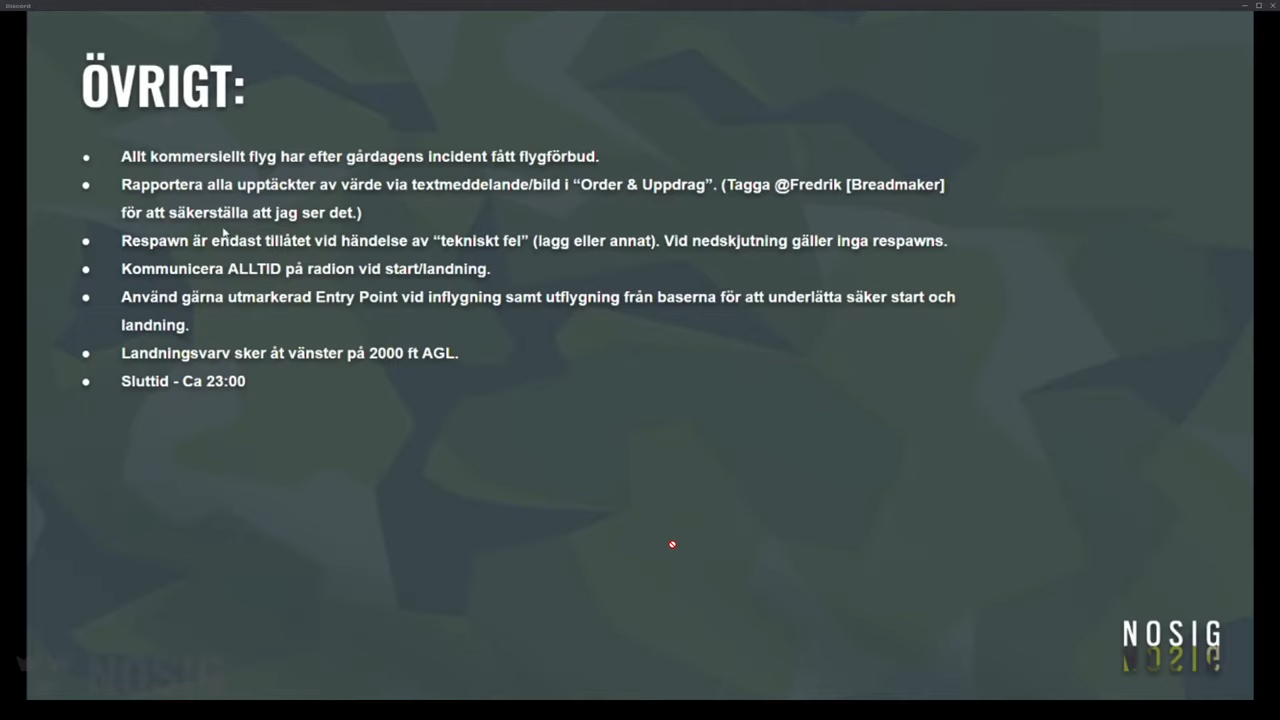 Discord
ÖVRIGT:
● Allt kommersiellt flyg har efter gårdagens incident fått flygförbud.
● Rapportera alla upptäckter av värde via textmeddelande/bild i “Order & Uppdrag”. (Tagga @Fredrik [Breadmaker]
för att säkerställa att jag ser det.)
● Respawn är endast tillåtet vid händelse av “tekniskt fel” (lagg eller annat). Vid nedskjutning gäller inga respawns.
● Kommunicera ALLTID på radion vid start/landning.
● Använd gärna utmarkerad Entry Point vid inflygning samt utflygning från baserna för att underlätta säker start och
landning.
● Landningsvarv sker åt vänster på 2000 ft AGL.
● Sluttid - Ca 23:00
NOSIG
NOSIG